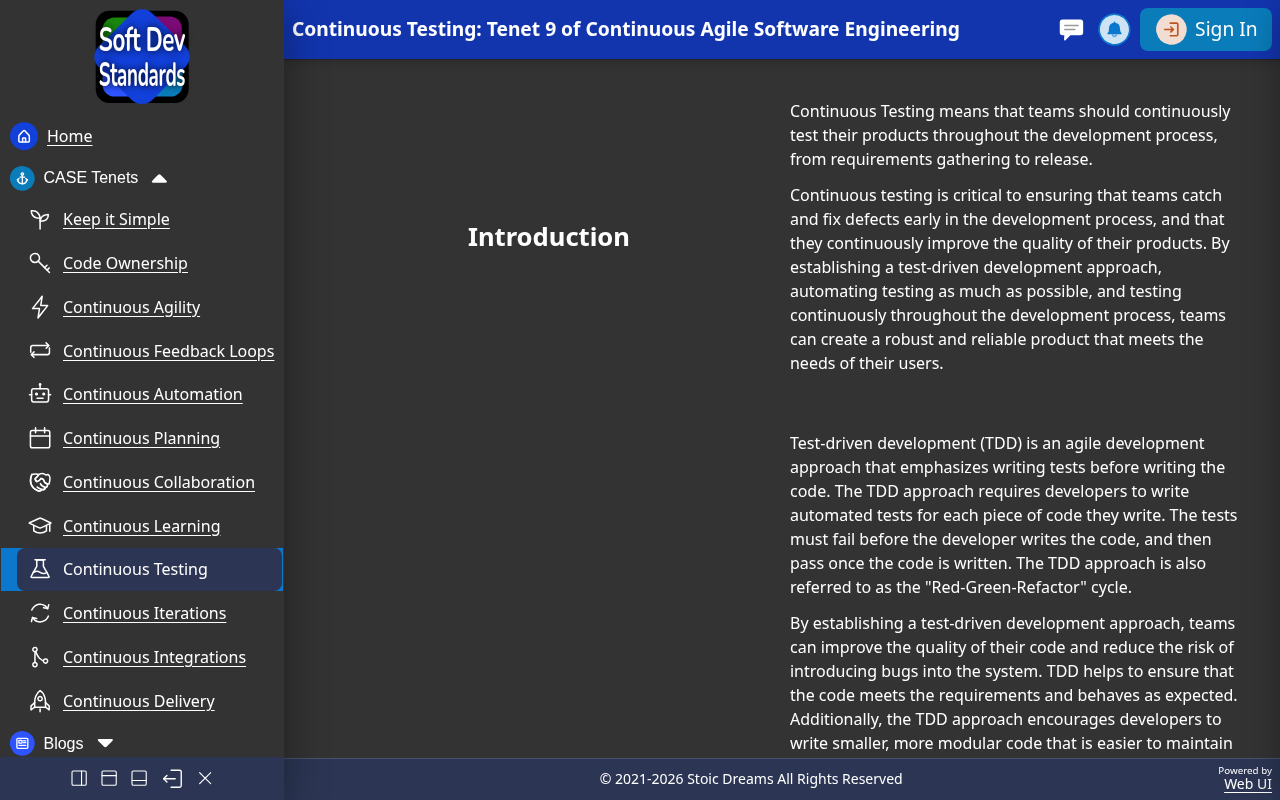 Soft Dev
Standards
Home
CASE Tenets
Keep it Simple
Code Ownership
Continuous Agility
Continuous Feedback Loops
Continuous Automation
Continuous Planning
Continuous Collaboration
Continuous Learning
Continuous Testing
Continuous Iterations
Continuous Integrations
Continuous Delivery
Blogs
Continuous Testing: Tenet 9 of Continuous Agile Software Engineering
Sign In
Introduction
Continuous Testing means that teams should continuously
test their products throughout the development process,
from requirements gathering to release.
Continuous testing is critical to ensuring that teams catch
and fix defects early in the development process, and that
they continuously improve the quality of their products. By
establishing a test-driven development approach,
automating testing as much as possible, and testing
continuously throughout the development process, teams
can create a robust and reliable product that meets the
needs of their users.
Test-driven development (TDD) is an agile development
approach that emphasizes writing tests before writing the
code. The TDD approach requires developers to write
automated tests for each piece of code they write. The tests
must fail before the developer writes the code, and then
pass once the code is written. The TDD approach is also
referred to as the "Red-Green-Refactor" cycle.
By establishing a test-driven development approach, teams
can improve the quality of their code and reduce the risk of
introducing bugs into the system. TDD helps to ensure that
the code meets the requirements and behaves as expected.
Additionally, the TDD approach encourages developers to
write smaller, more modular code that is easier to maintain
© 2021-2026 Stoic Dreams All Rights Reserved
Powered by
Web UI